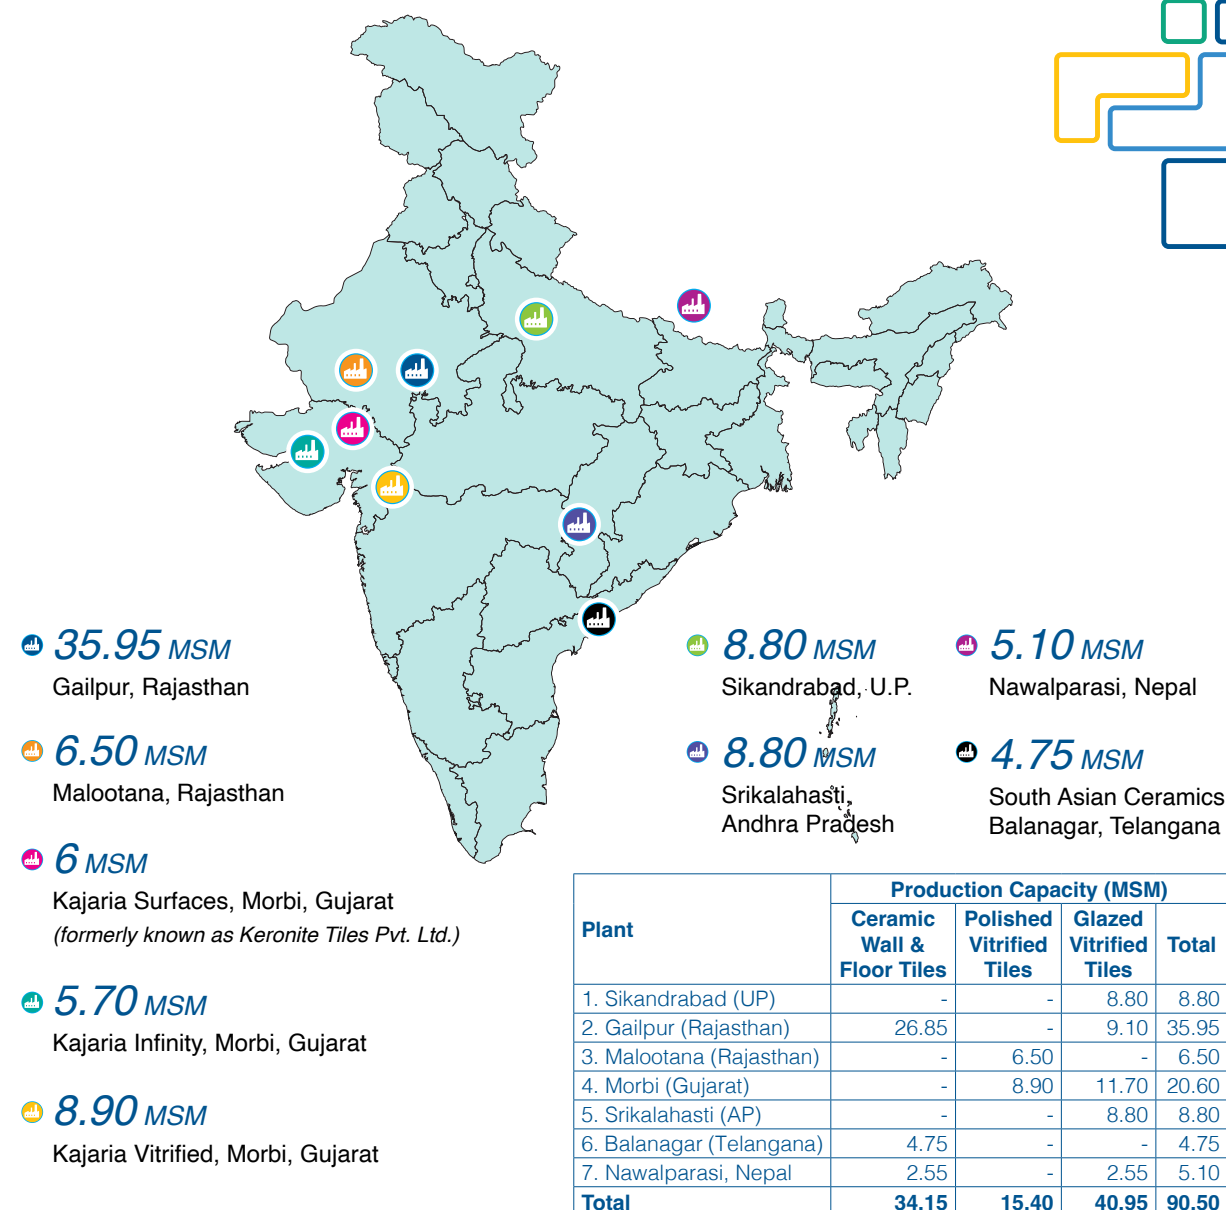 35.95 MSM
Gailpur, Rajasthan
6.50 MSM
Malootana, Rajasthan
6 MSM
Kajaria Surfaces, Morbi, Gujarat
(formerly known as Keronite Tiles Pvt. Ltd.)
5.70 MSM
Kajaria Infinity, Morbi, Gujarat
8.90 MSM
Kajaria Vitrified, Morbi, Gujarat
8.80 MSM
Sikandrabad, U.P.
8.80 MSM
Srikalahasti,
Andhra Pradesh
5.10 MSM
Nawalparasi, Nepal
4.75 MSM
South Asian Ceramics
Balanagar, Telangana
Plant
Production Capacity (MSM)
Ceramic
Wall &
Floor Tiles
Polished
Vitrified
Tiles
Glazed
Vitrified
Tiles
Total
1. Sikandrabad (UP) - - 8.80 8.80
2. Gailpur (Rajasthan) 26.85 - 9.10 35.95
3. Malootana (Rajasthan) - 6.50 - 6.50
4. Morbi (Gujarat) - 8.90 11.70 20.60
5. Srikalahasti (AP) - - 8.80 8.80
6. Balanagar (Telangana) 4.75 - - 4.75
7. Nawalparasi, Nepal 2.55 - 2.55 5.10
Total 34.15 15.40 40.95 90.50